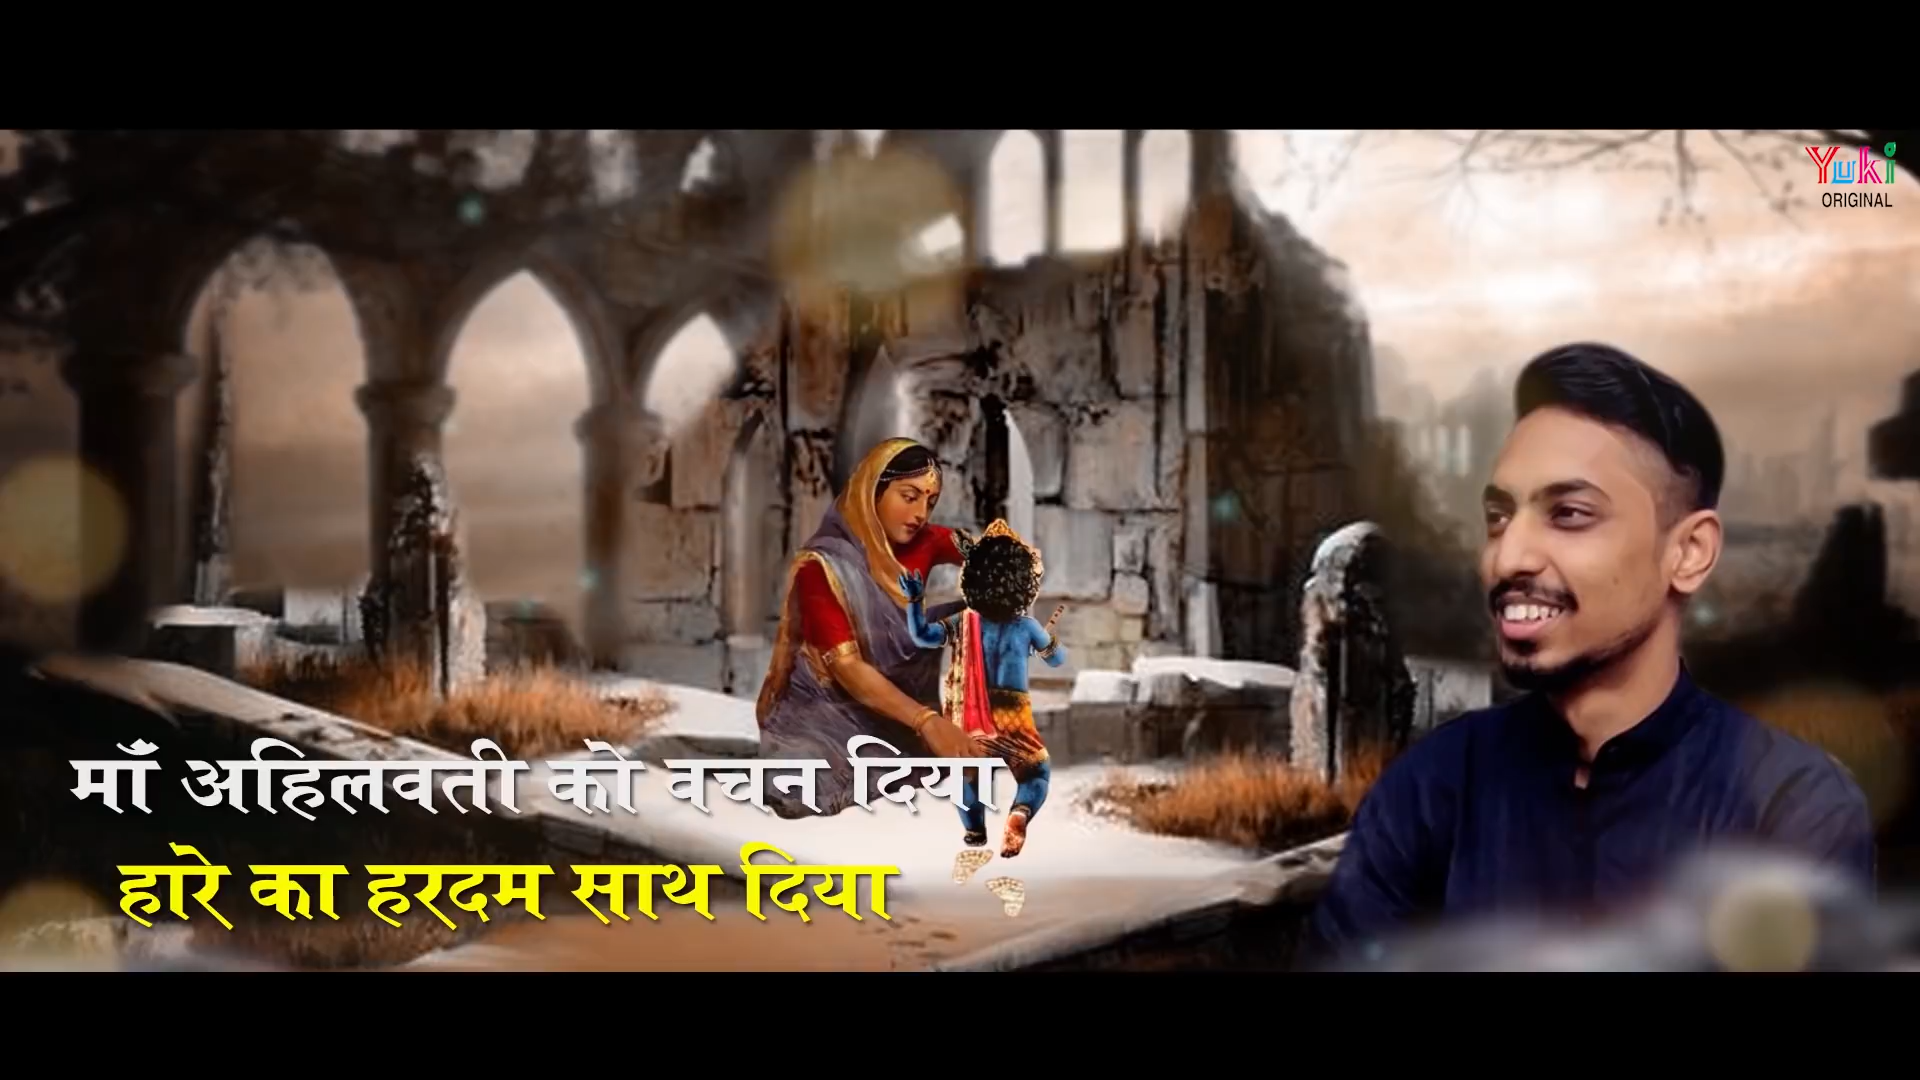 Yuki
ORIGINAL
माँ अहिलवती को वचन दिया
हारे का हरदम साथ दिया